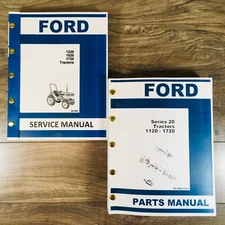 FORD
1320
1520
1720
Tractors
SERVICE MANUAL
FORD
Series 20
Tractors
1120 - 1720
PARTS MANUAL